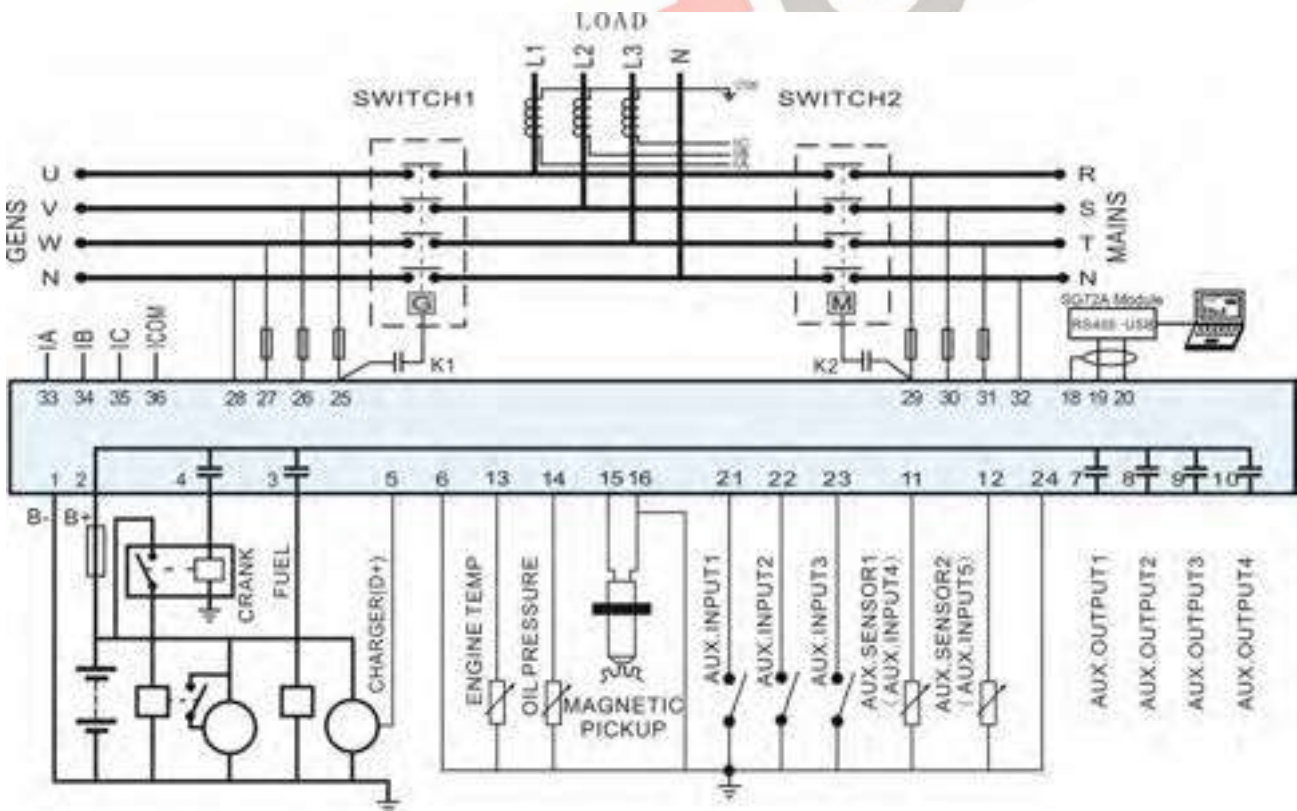 LOAD
L1 L2 L3 N
SWITCH1 SWITCH2
GENS
U
V
W
N
R
S
T
N
MAINS
G
M
K1
K2
SG72A Module
RS485 -USB
IA IB IC ICOM
33 34 35 36 28 27 26 25 29 30 31 32 18 19 20
1 2 4 3 5 6 13 14 15 16 21 22 23 11 12 24 7 8 9 10
B- B+
CRANK
FUEL
CHARGER(D+)
ENGINE TEMP
OIL PRESSURE
MAGNETIC
PICKUP
AUX.INPUT1
AUX.INPUT2
AUX.INPUT3
AUX.SENSOR1
(AUX.INPUT4)
AUX.SENSOR2
(AUX.INPUT5)
AUX.OUTPUT1
AUX.OUTPUT2
AUX.OUTPUT3
AUX.OUTPUT4